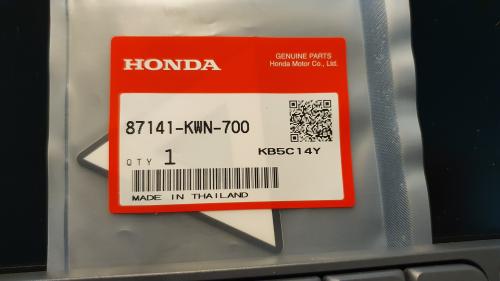 HONDA
GENUINE PARTS
Honda Motor Co., Ltd.
87141-KWN-700
QTY 1
KB5C14Y
MADE IN THAILAND